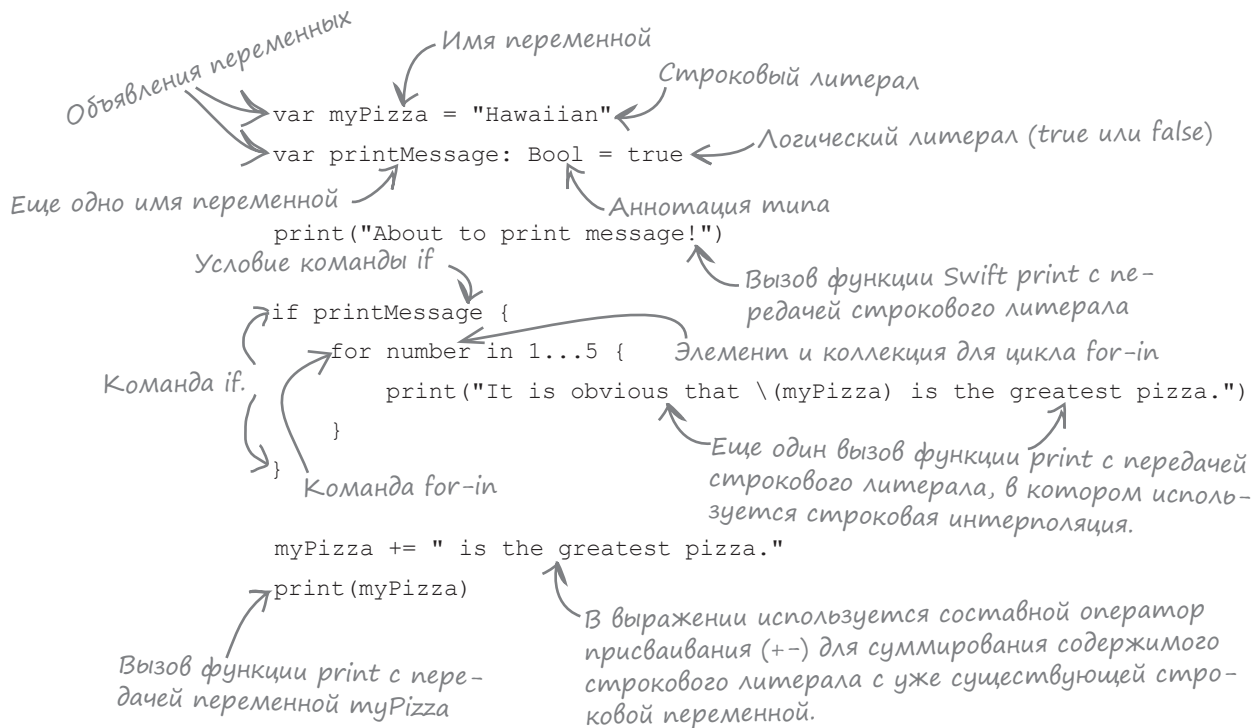 Объявления переменных
Имя переменной
Строковый литерал
var myPizza = "Hawaiian"
Логический литерал (true или false)
var printMessage: Bool = true
Еще одно имя переменной
Аннотация типа
print("About to print message!")
Условие команды if
Вызов функции Swift print с пе-
редачей строкового литерала
if printMessage {
for number in 1...5 {
Элемент и коллекция для цикла for-in
Команда if.
print("It is obvious that \(myPizza) is the greatest pizza.")
}
Еще один вызов функции print с передачей
строкового литерала, в котором исполь-
зуется строковая интерполяция.
}
Команда for-in
myPizza += " is the greatest pizza."
print(myPizza)
В выражении используется составной оператор
присваивания (+-) для суммирования содержимого
строкового литерала с уже существующей стро-
ковой переменной.
Вызов функции print с пере-
дачей переменной myPizza